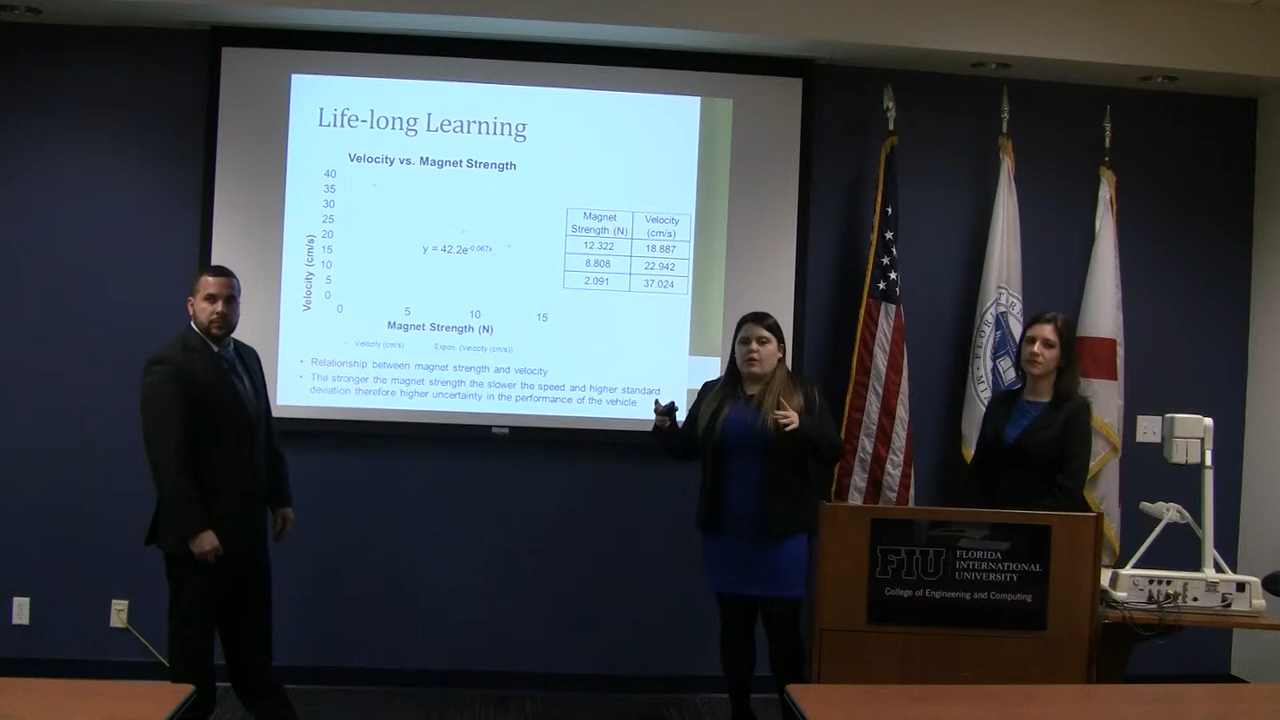 Life-long Learning
Velocity vs. Magnet Strength
40
35
30
25
20
15
10
5
0
Velocity (cm/s)
y = 42.2e^-0.067x
0 5 10 15
Magnet Strength (N)
Velocity (cm/s) Expon. (Velocity (cm/s))
Magnet Strength (N) Velocity (cm/s)
12.322 18.887
8.808 22.942
2.091 37.024
• Relationship between magnet strength and velocity
• The stronger the magnet strength the slower the speed and higher standard
deviation therefore higher uncertainty in the performance of the vehicle
FIU FLORIDA
INTERNATIONAL
UNIVERSITY
College of Engineering and Computing